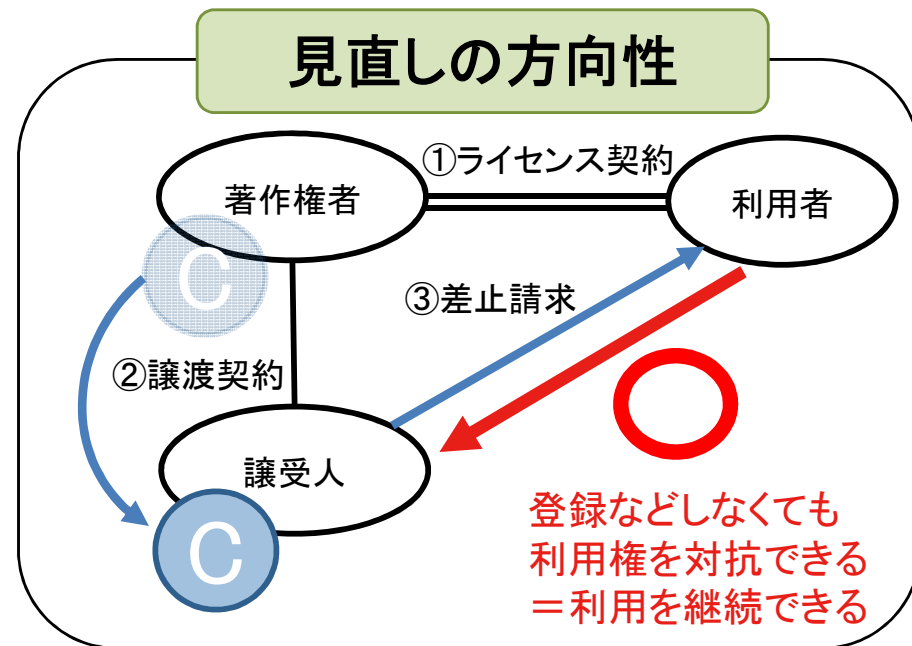 見直しの方向性
①ライセンス契約
著作権者
利用者
C
③差止請求
②譲渡契約
譲受人
C
登録などしなくても
利用権を対抗できる
＝利用を継続できる